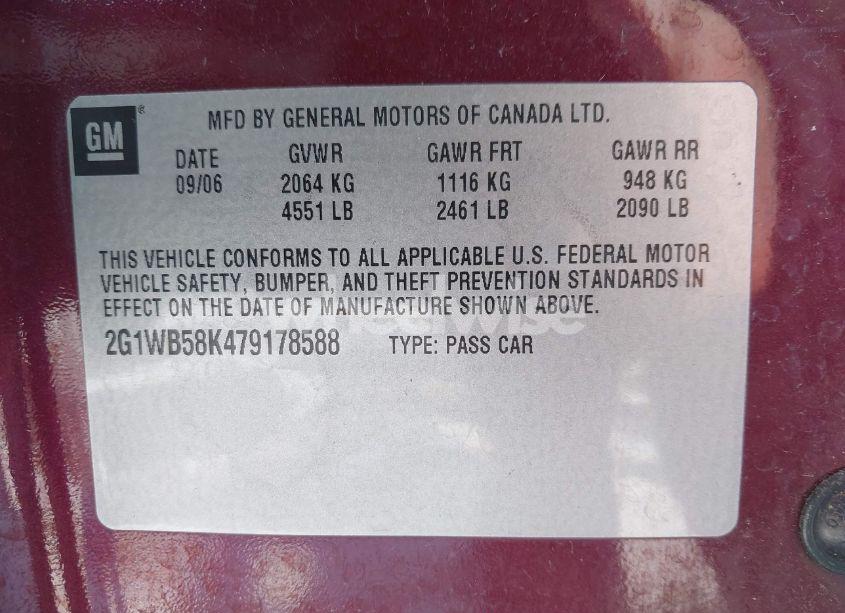 GM ® MFD BY GENERAL MOTORS OF CANADA LTD.
DATE GVWR GAWR FRT GAWR RR
09/06 2064 KG 1116 KG 948 KG
4551 LB 2461 LB 2090 LB
THIS VEHICLE CONFORMS TO ALL APPLICABLE U.S. FEDERAL MOTOR
VEHICLE SAFETY, BUMPER, AND THEFT PREVENTION STANDARDS IN
EFFECT ON THE DATE OF MANUFACTURE SHOWN ABOVE.
2G1WB58K479178588 TYPE: PASS CAR